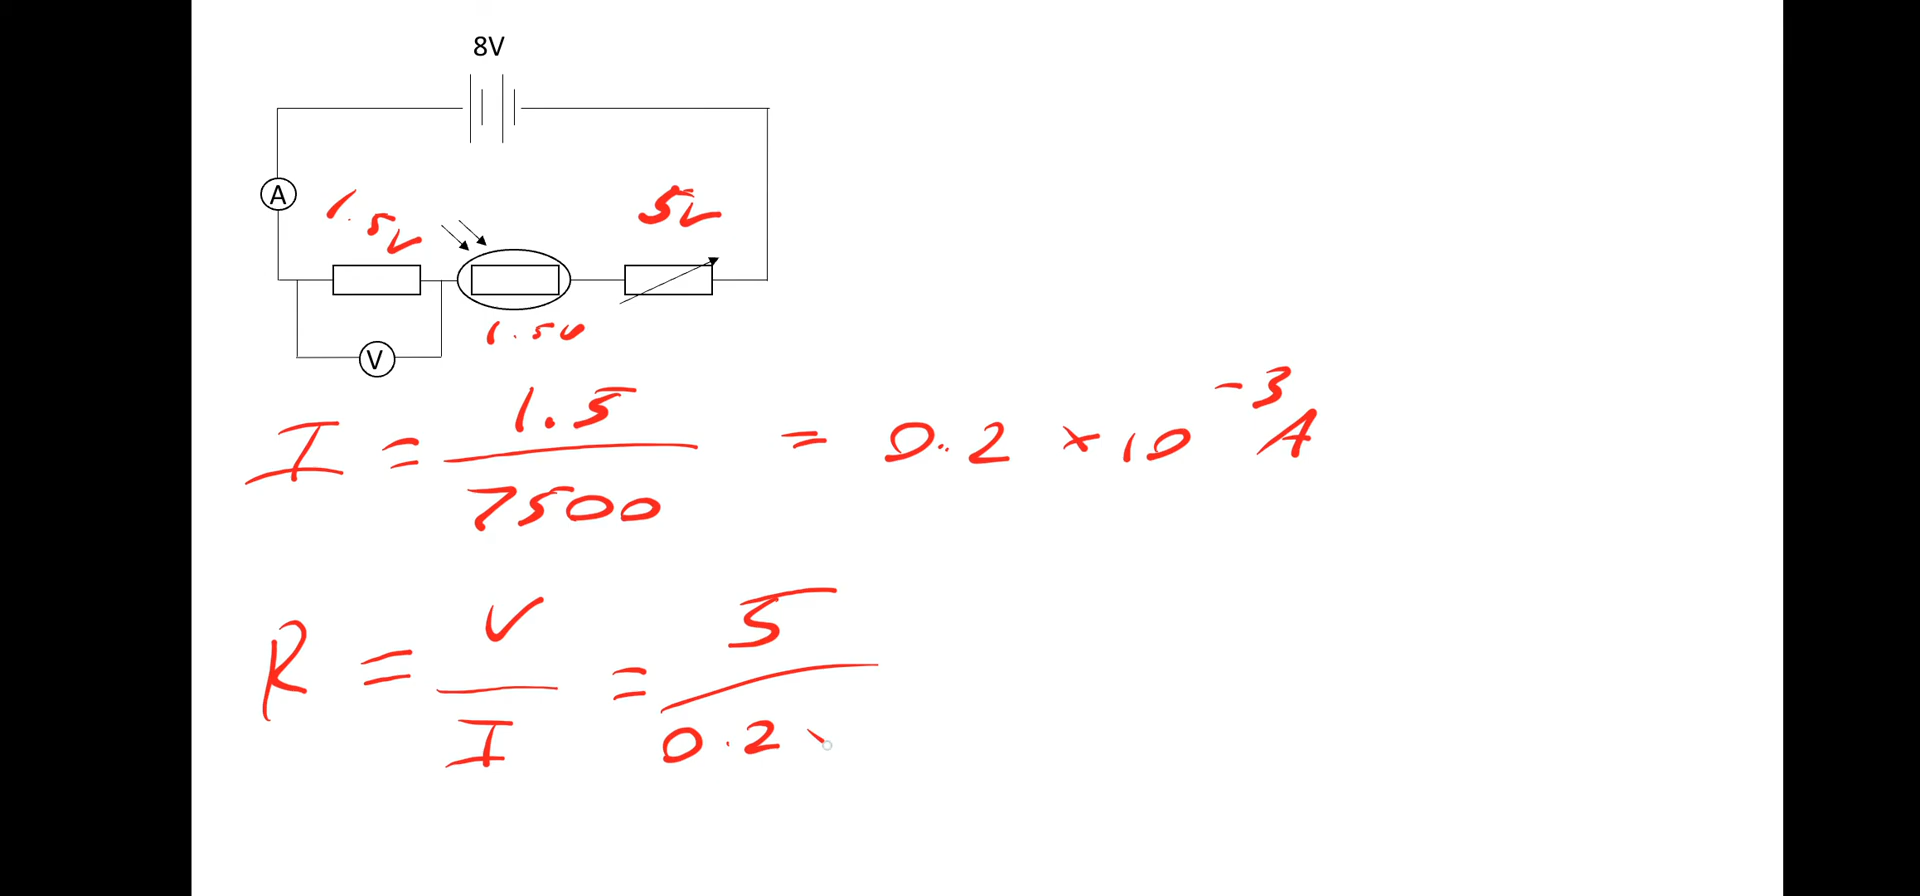 8V
A
1.5V
5V
1.5V
V
I = 1.5 / 7500 = 0.2 × 10⁻³ A
R = V / I = 5 / 0.2